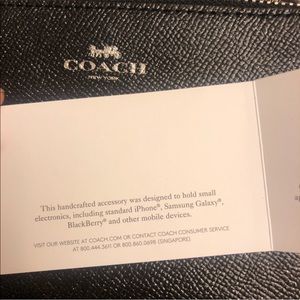 COACH
NEW YORK
This handcrafted accessory was designed to hold small
electronics, including standard iPhone®, Samsung Galaxy®,
BlackBerry® and other mobile devices.
VISIT OUR WEBSITE AT COACH.COM OR CONTACT COACH CONSUMER SERVICE
AT 800.444.3611 OR 800.860.0698 (SINGAPORE)